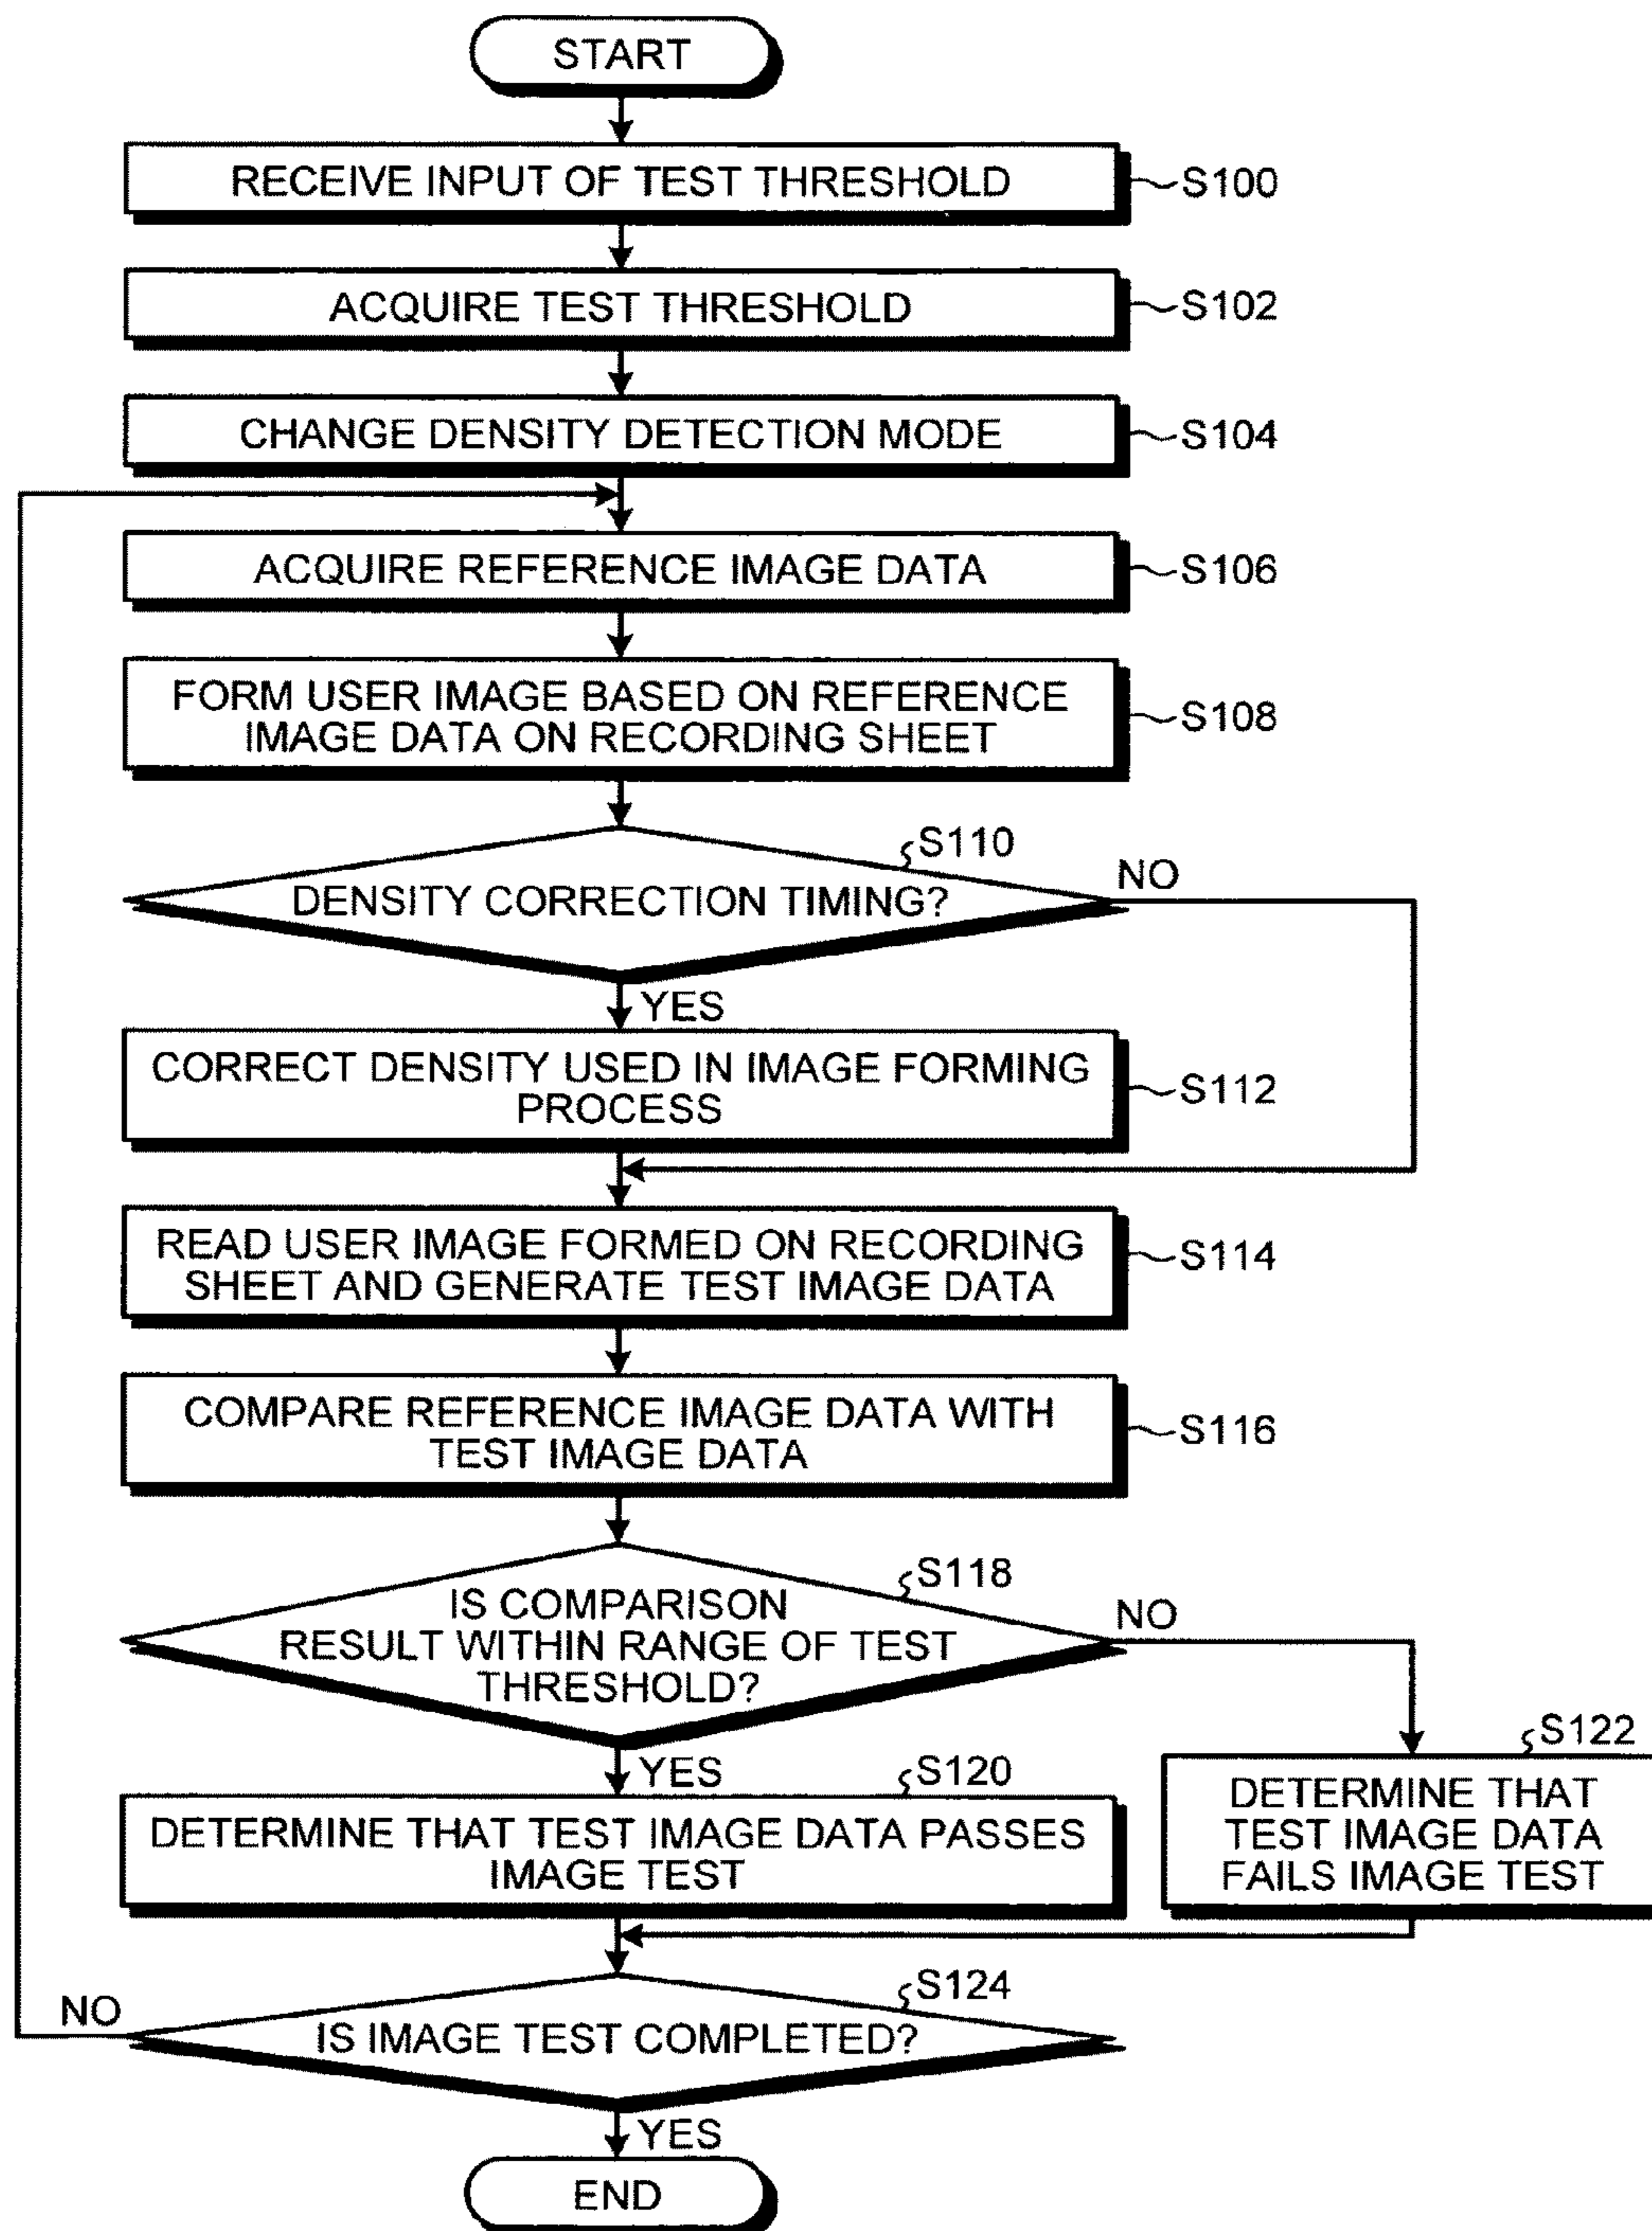 START
RECEIVE INPUT OF TEST THRESHOLD
S100
ACQUIRE TEST THRESHOLD
S102
CHANGE DENSITY DETECTION MODE
S104
ACQUIRE REFERENCE IMAGE DATA
S106
FORM USER IMAGE BASED ON REFERENCE
IMAGE DATA ON RECORDING SHEET
S108
S110
DENSITY CORRECTION TIMING?
NO
YES
CORRECT DENSITY USED IN IMAGE FORMING
PROCESS
S112
READ USER IMAGE FORMED ON RECORDING
SHEET AND GENERATE TEST IMAGE DATA
S114
COMPARE REFERENCE IMAGE DATA WITH
TEST IMAGE DATA
S116
S118
IS COMPARISON
RESULT WITHIN RANGE OF TEST
THRESHOLD?
NO
YES
S120
DETERMINE THAT TEST IMAGE DATA PASSES
IMAGE TEST
S122
DETERMINE THAT
TEST IMAGE DATA
FAILS IMAGE TEST
S124
IS IMAGE TEST COMPLETED?
NO
YES
END